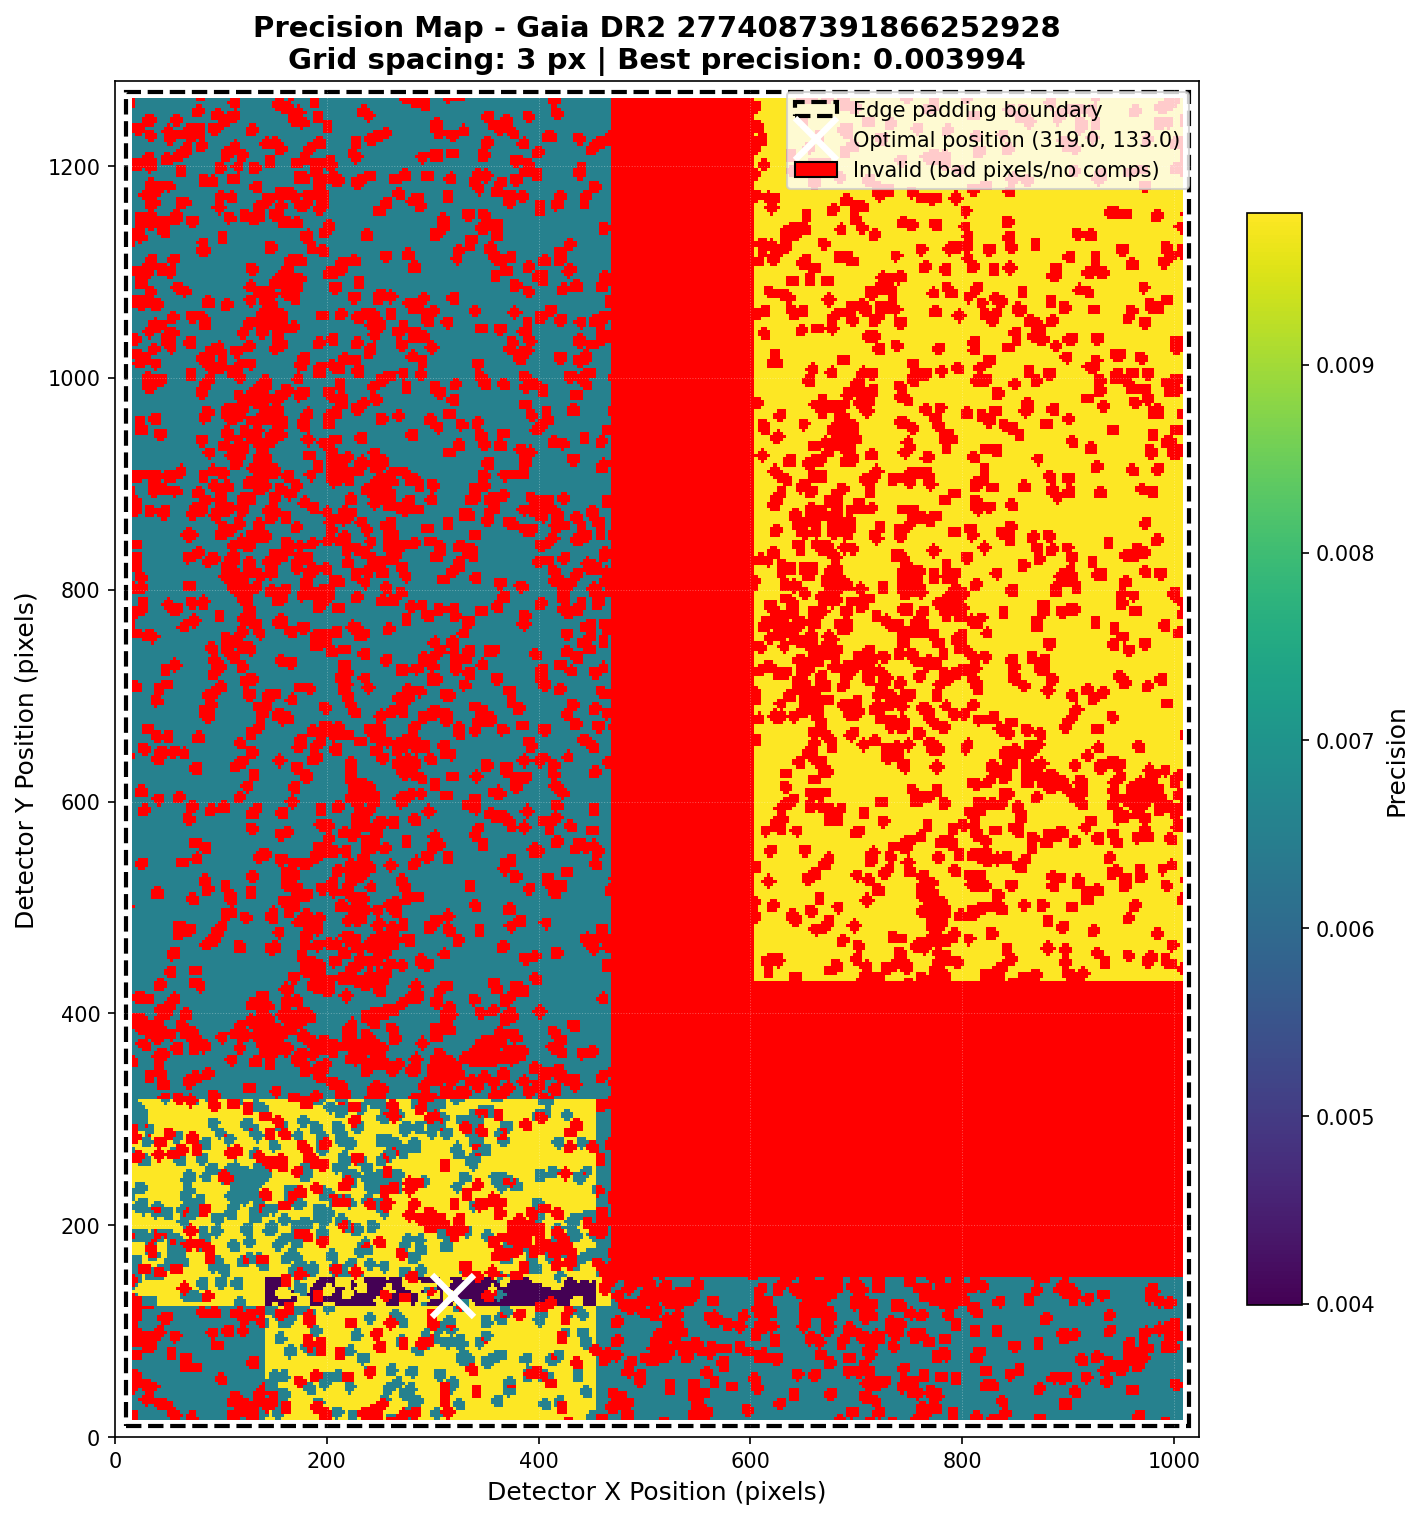 Precision Map - Gaia DR2 2774087391866252928
Grid spacing: 3 px | Best precision: 0.003994
Edge padding boundary
Optimal position (319.0, 133.0)
Invalid (bad pixels/no comps)
Detector Y Position (pixels)
1200
1000
800
600
400
200
0
0
200
400
600
800
1000
Detector X Position (pixels)
0.009
0.008
0.007
0.006
0.005
0.004
Precision